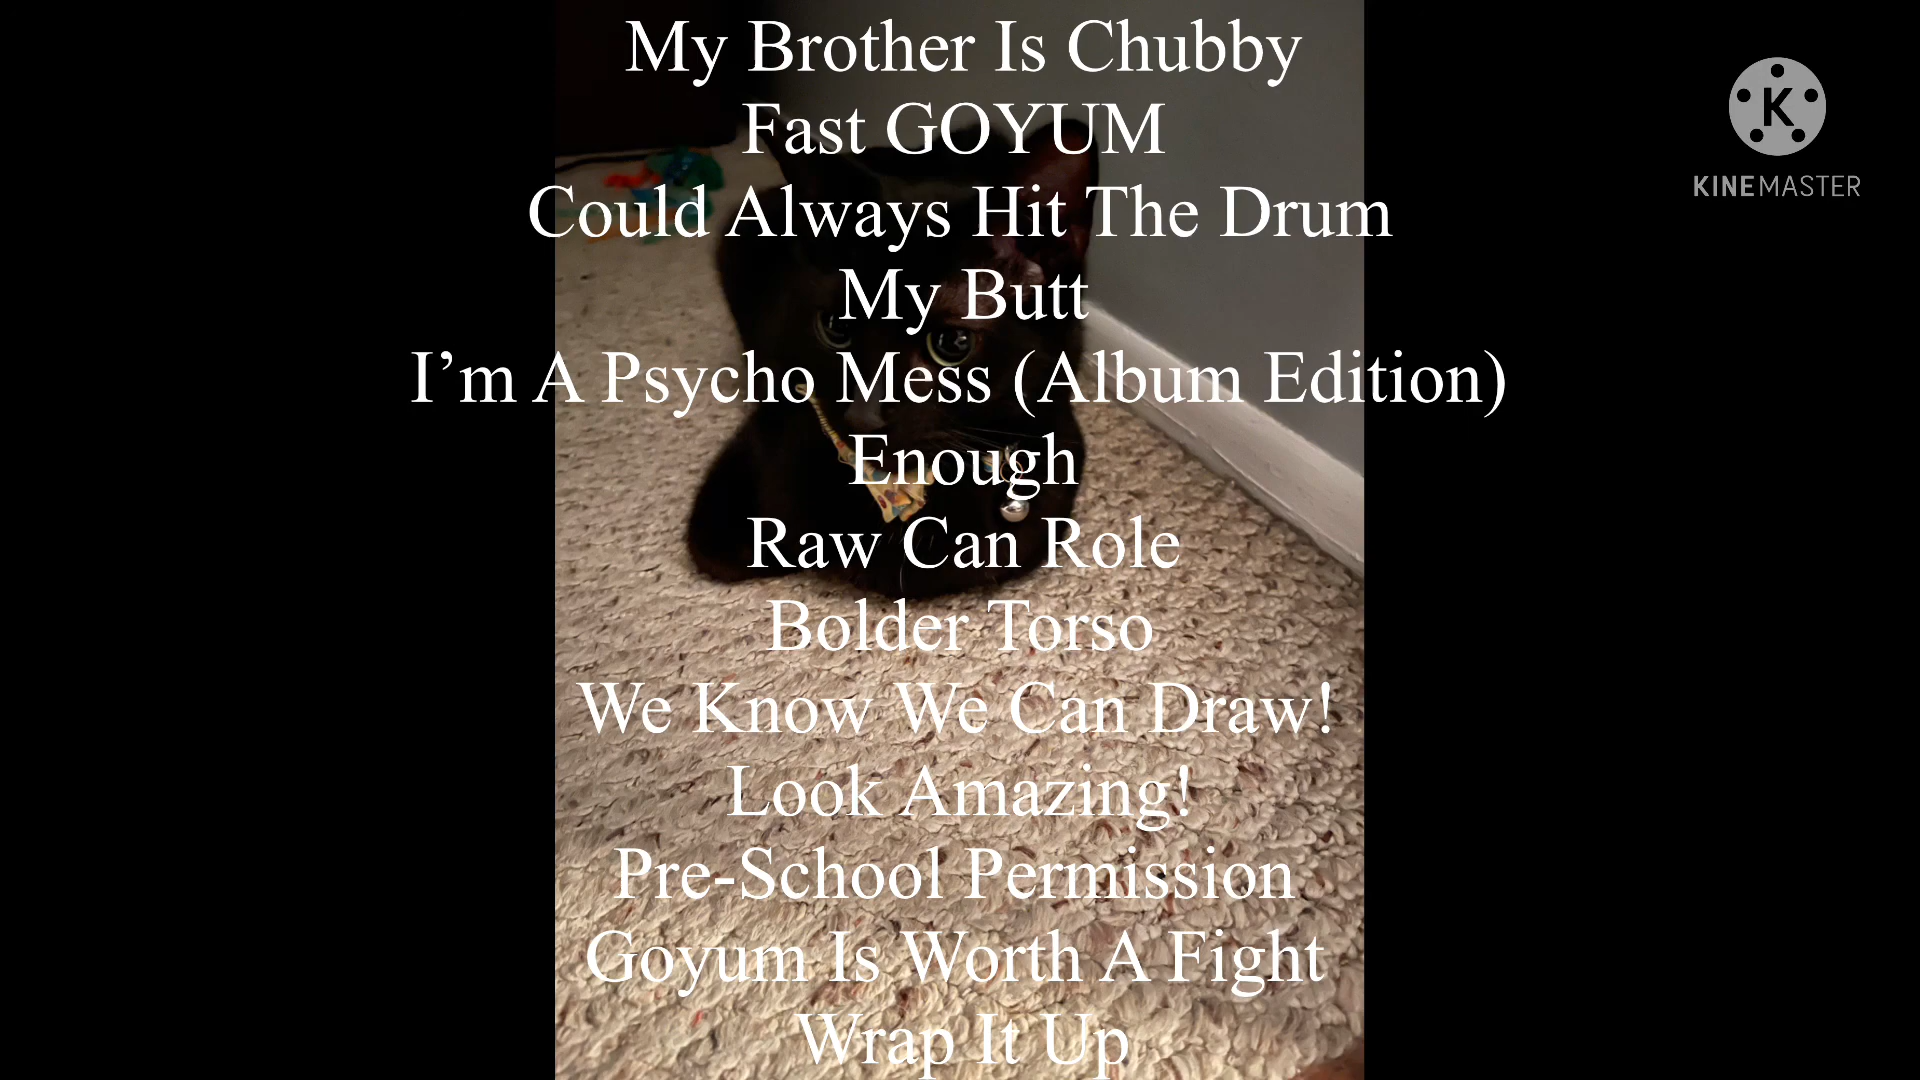 My Brother Is Chubby
Fast GOYUM
Could Always Hit The Drum
My Butt
I’m A Psycho Mess (Album Edition)
Enough
Raw Can Role
Bolder Torso
We Know We Can Draw!
Look Amazing!
Pre-School Permission
Goyum Is Worth A Fight
Wrap It Up
K
KINEMASTER